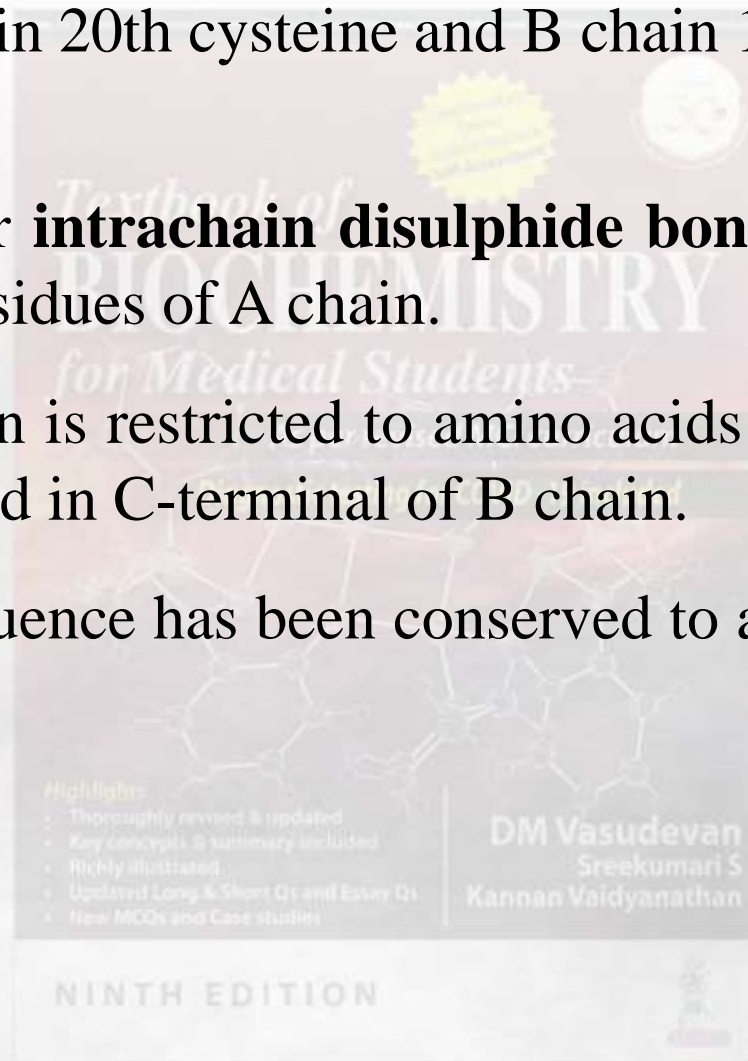 in 20th cysteine and B chain 1
r intrachain disulphide bon
sidues of A chain.
n is restricted to amino acids
d in C-terminal of B chain.
uence has been conserved to a
Textbook of
BIOCHEMISTRY
for Medical Students
Highlights
• Thoroughly revised & updated
• Key concepts & summary included
• Richly illustrated
• Updated Long & Short Qs and Essay Qs
• New MCQs and Case studies
DM Vasudevan
Sreekumari S
Kannan Vaidyanathan
NINTH EDITION